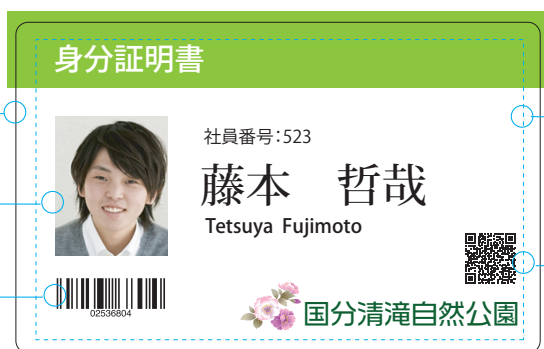 身分証明書
社員番号：523
藤本　哲哉
Tetsuya Fujimoto
02536804
国分清滝自然公園